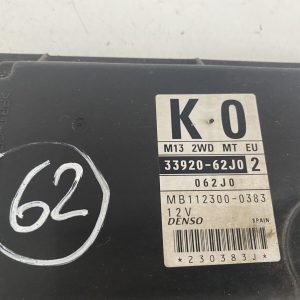 K·0
M13 2WD MT EU
33920-62J0 2
062J0
MB112300-0383
12V
DENSO SPAIN
*230383J*
62